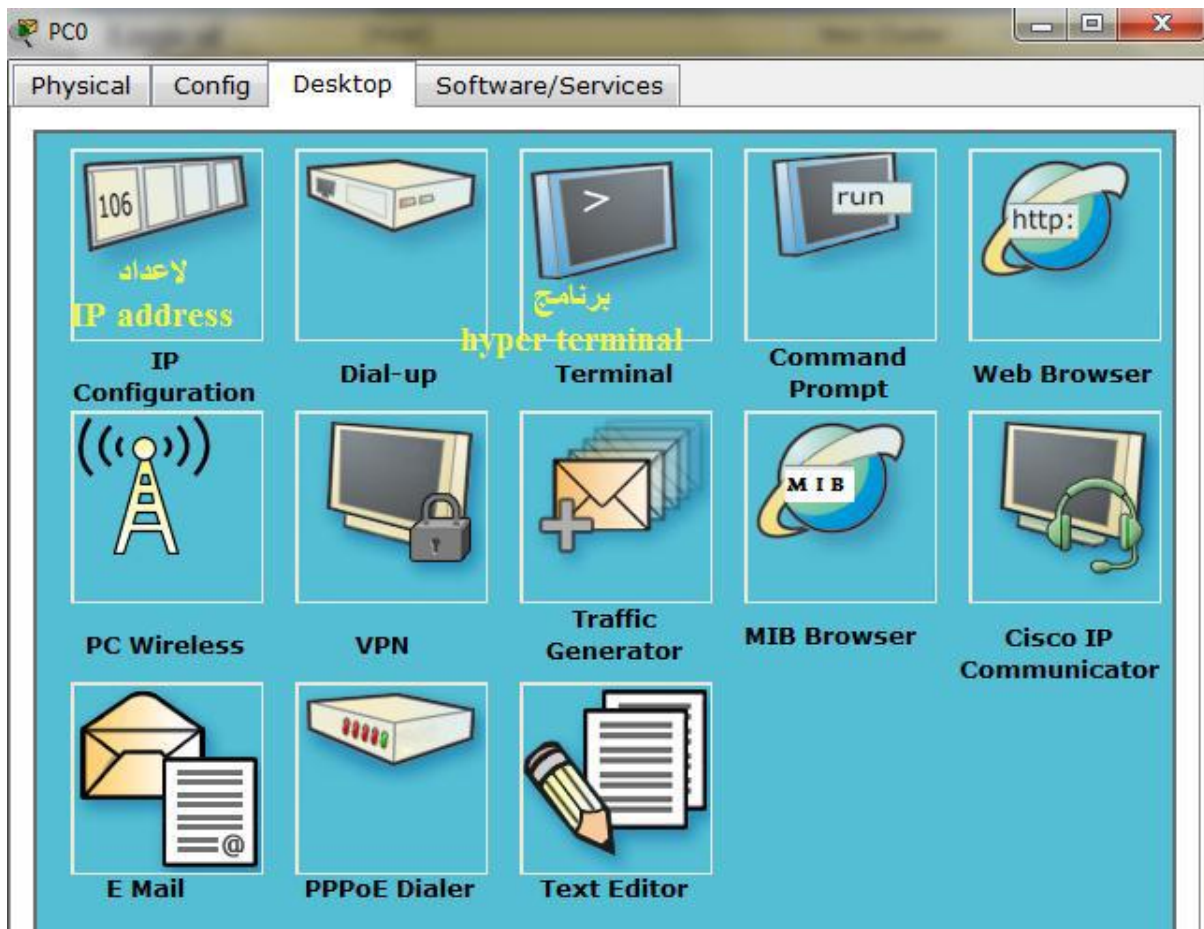 PC0
Physical Config Desktop Software/Services
106
لاعداد
IP address
IP
Configuration
Dial-up
>
برنامج
hyper terminal
Terminal
run
Command
Prompt
http:
Web Browser
PC Wireless
VPN
Traffic
Generator
MIB
MIB Browser
Cisco IP
Communicator
@
E Mail
PPPoE Dialer
Text Editor